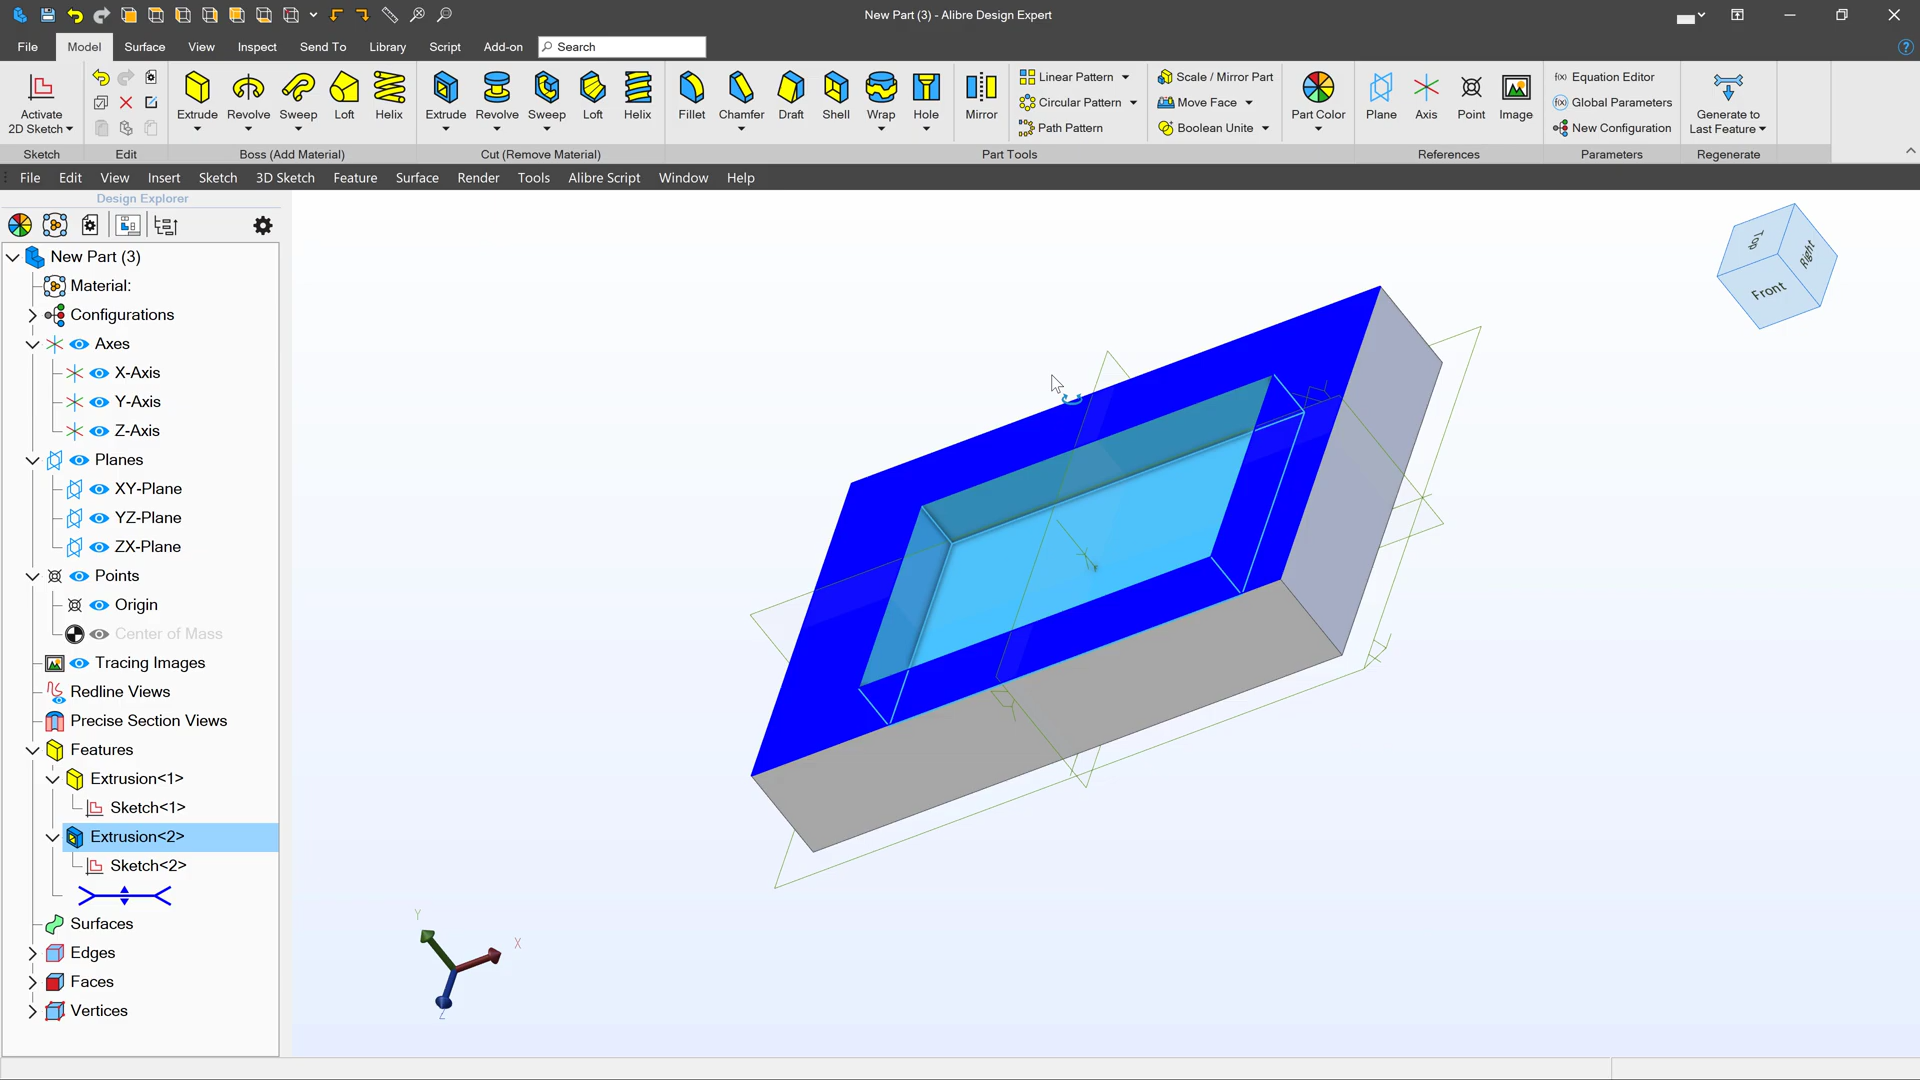 New Part (3) - Alibre Design Expert
File Model Surface View Inspect Send To Library Script Add-on Search
Activate
2D Sketch
Extrude Revolve Sweep Loft Helix
Extrude Revolve Sweep Loft Helix
Fillet Chamfer Draft Shell Wrap Hole
Mirror
Linear Pattern
Circular Pattern
Path Pattern
Scale / Mirror Part
Move Face
Boolean Unite
Part Color
Plane Axis Point Image
f(x) Equation Editor
f(x) Global Parameters
New Configuration
Generate to
Last Feature
Sketch Edit Boss (Add Material) Cut (Remove Material) Part Tools References Parameters Regenerate
File Edit View Insert Sketch 3D Sketch Feature Surface Render Tools Alibre Script Window Help
Design Explorer
New Part (3)
Material:
Configurations
Axes
X-Axis
Y-Axis
Z-Axis
Planes
XY-Plane
YZ-Plane
ZX-Plane
Points
Origin
Center of Mass
Tracing Images
Redline Views
Precise Section Views
Features
Extrusion<1>
Sketch<1>
Extrusion<2>
Sketch<2>
Surfaces
Edges
Faces
Vertices
Top
Right
Front
Y
X
Z